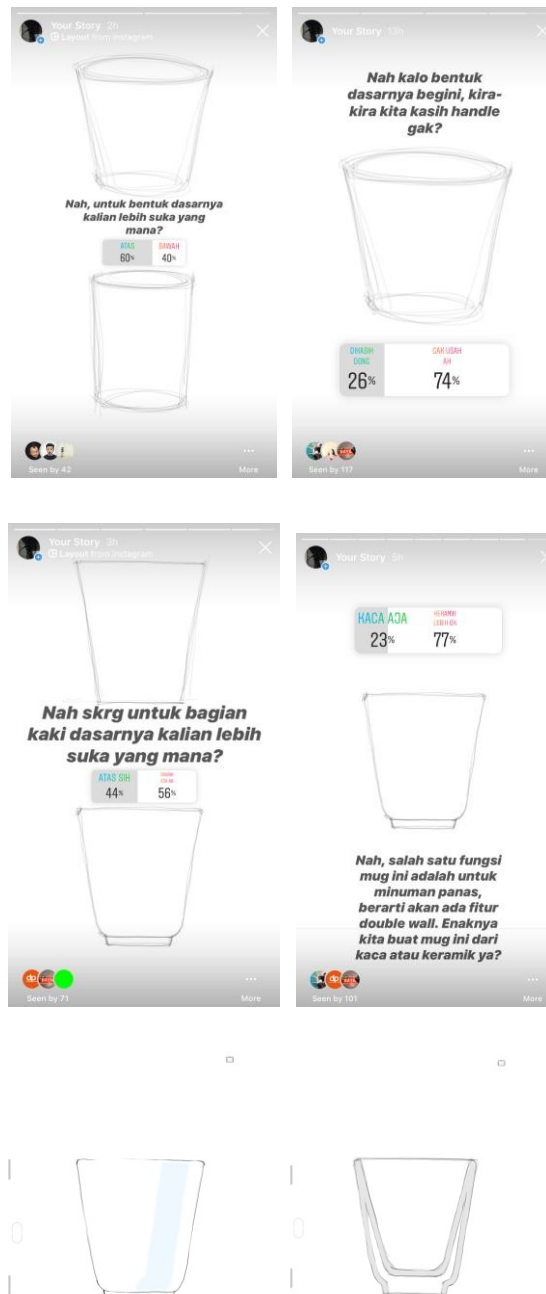 Your Story 2h
Layout from Instagram
Nah, untuk bentuk dasarnya
kalian lebih suka yang
mana?
ATAS
60%
BAWAH
40%
Seen by 42
More
Your Story 13h
Nah kalo bentuk
dasarnya begini, kira-
kira kita kasih handle
gak?
DIKASIH
DONG
26%
GAK USAH
AH
74%
Seen by 117
More
Your Story 8h
Layout from Instagram
Nah skrg untuk bagian
kaki dasarnya kalian lebih
suka yang mana?
ATAS SIH
44%
56%
Seen by 71
More
Your Story 5h
KACA AJA
23%
KERAMIK
LEBIH OK
77%
Nah, salah satu fungsi
mug ini adalah untuk
minuman panas,
berarti akan ada fitur
double wall. Enaknya
kita buat mug ini dari
kaca atau keramik ya?
Seen by 101
More